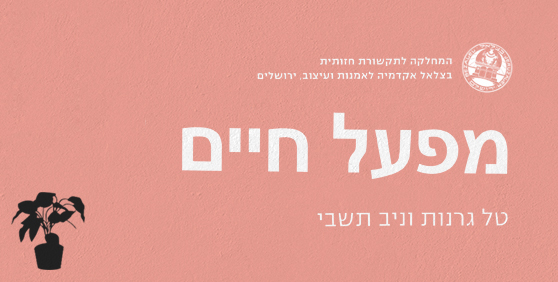 המחלקה לתקשורת חזותית
בצלאל אקדמיה לאמנות ועיצוב, ירושלים
מפעל חיים
טל גרנות וניב תשבי